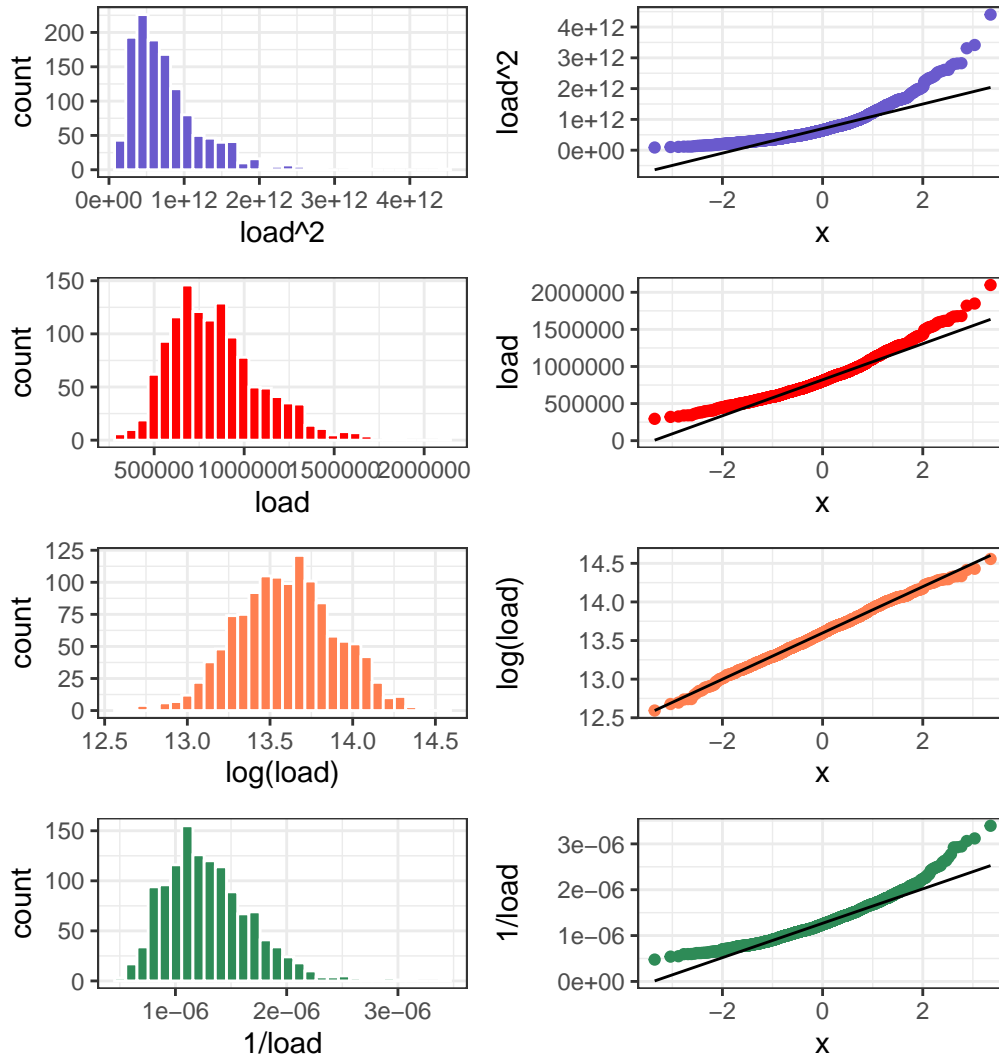 count
200
150
100
50
0
0e+00 1e+12 2e+12 3e+12 4e+12
load^2
load^2
4e+12
3e+12
2e+12
1e+12
0e+00
−2 0 2
x
count
150
100
50
0
500000 1000000 1500000 2000000
load
load
2000000
1500000
1000000
500000
0
−2 0 2
x
count
125
100
75
50
25
0
12.5 13.0 13.5 14.0 14.5
log(load)
log(load)
14.5
14.0
13.5
13.0
12.5
−2 0 2
x
count
150
100
50
0
1e−06 2e−06 3e−06
1/load
1/load
3e−06
2e−06
1e−06
0e+00
−2 0 2
x